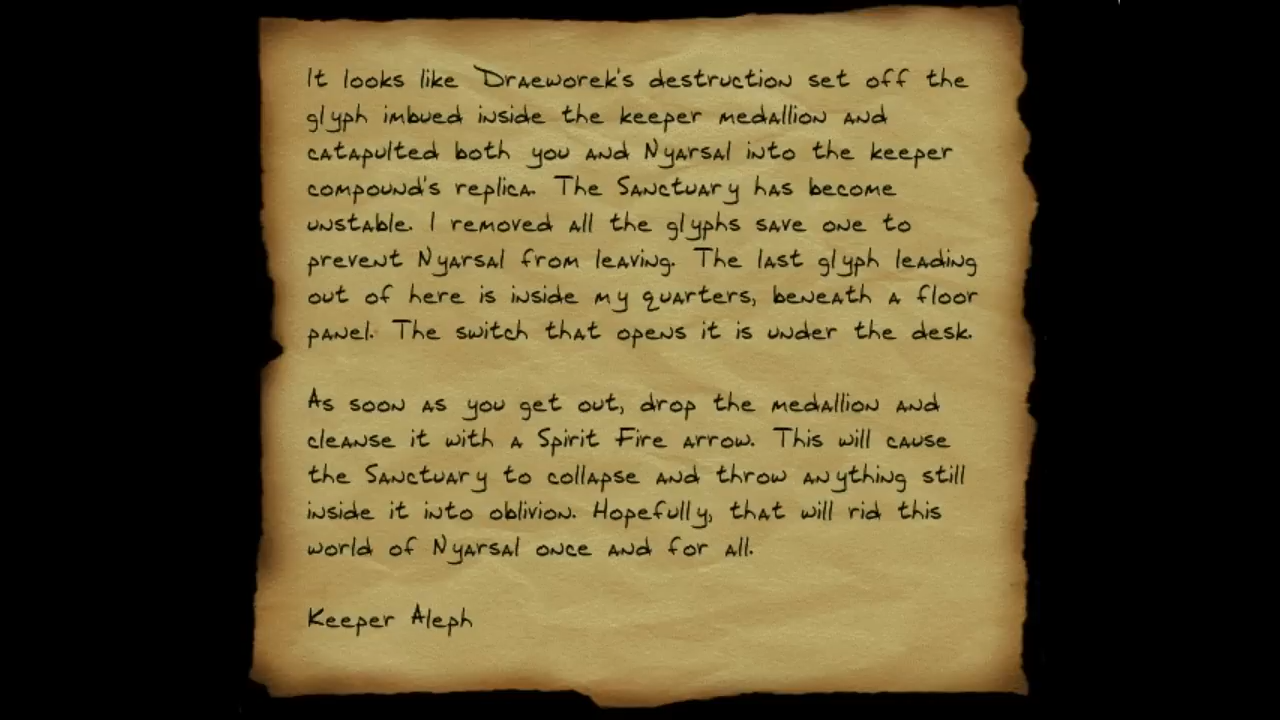 It looks like Draeworek's destruction set off the
glyph imbued inside the keeper medallion and
catapulted both you and Nyarsal into the keeper
compound's replica. The Sanctuary has become
unstable. I removed all the glyphs save one to
prevent Nyarsal from leaving. The last glyph leading
out of here is inside my quarters, beneath a floor
panel. The switch that opens it is under the desk.
As soon as you get out, drop the medallion and
cleanse it with a Spirit Fire arrow. This will cause
the Sanctuary to collapse and throw anything still
inside it into oblivion. Hopefully, that will rid this
world of Nyarsal once and for all.
Keeper Aleph